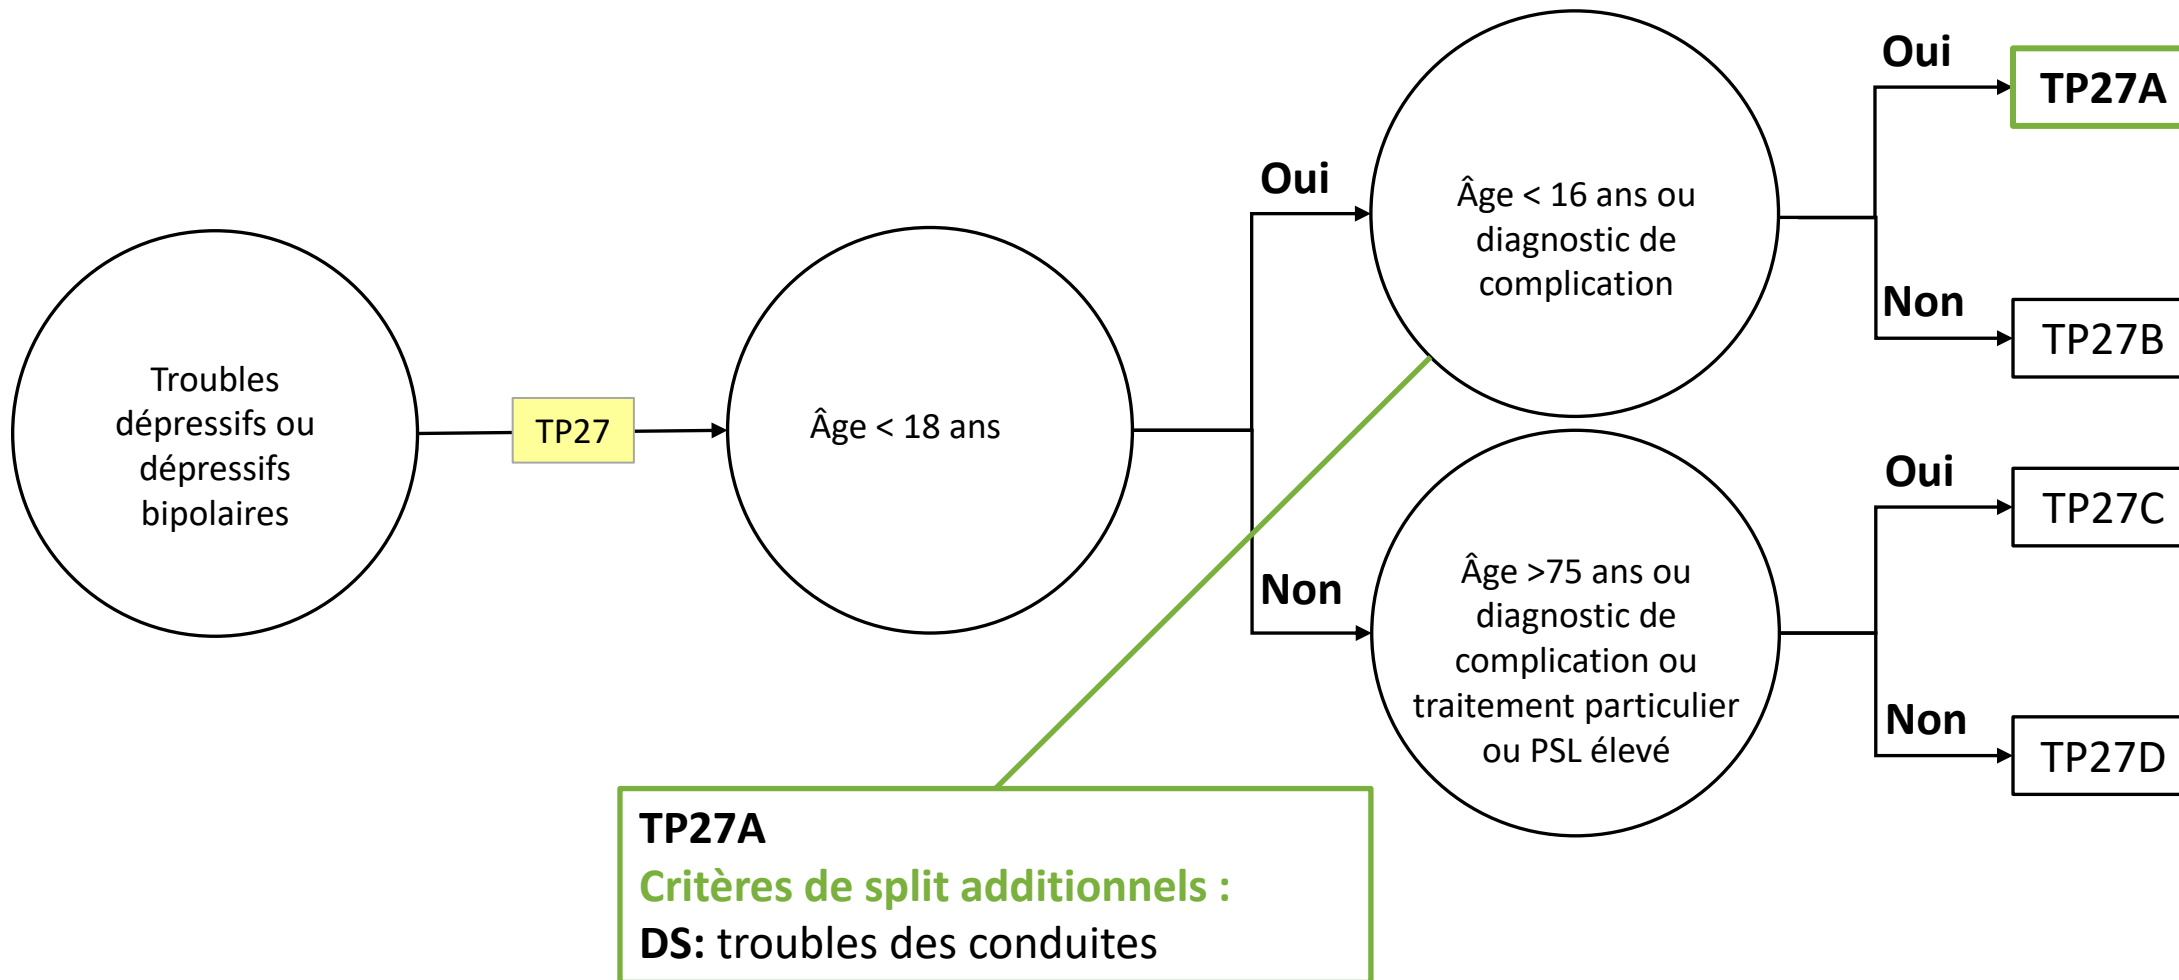 Troubles
dépressifs ou
dépressifs
bipolaires
TP27
Âge < 18 ans
Oui
Non
Âge < 16 ans ou
diagnostic de
complication
Âge >75 ans ou
diagnostic de
complication ou
traitement particulier
ou PSL élevé
Oui
TP27A
Non
TP27B
Oui
TP27C
Non
TP27D
TP27A
Critères de split additionnels :
DS: troubles des conduites